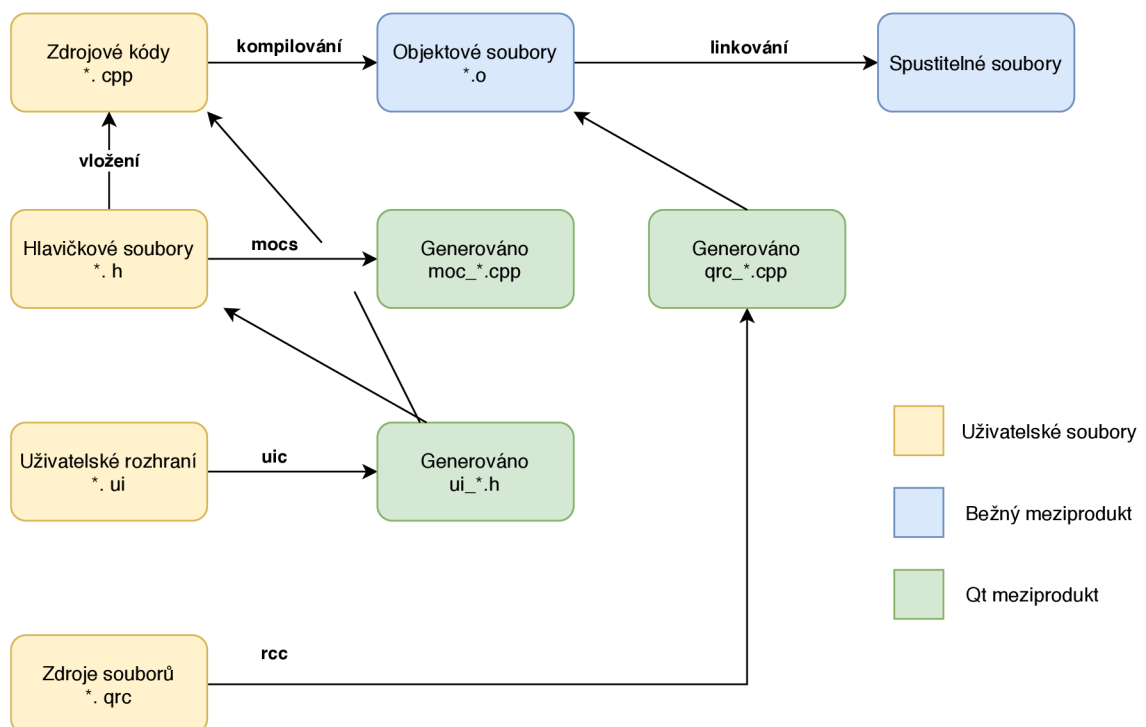 Zdrojové kódy
*. cpp
kompilování
Objektové soubory
*.o
linkování
Spustitelné soubory
vložení
Hlavičkové soubory
*. h
mocs
Generováno
moc_*.cpp
Generováno
qrc_*.cpp
Uživatelské rozhraní
*. ui
uic
Generováno
ui_*.h
Uživatelské soubory
Bežný meziprodukt
Qt meziprodukt
Zdroje souborů
*. qrc
rcc